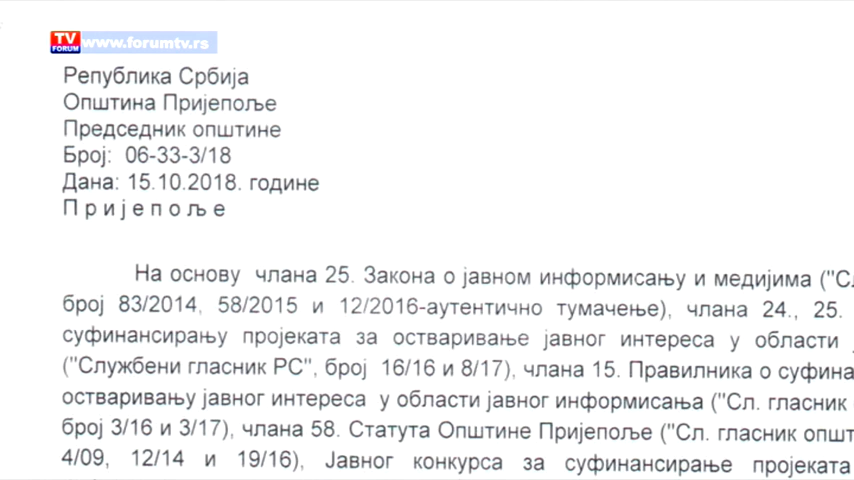 TV FORUM www.forumtv.rs
Република Србија
Општина Пријепоље
Председник општине
Број: 06-33-3/18
Дана: 15.10.2018. године
П р и ј е п о љ е
На основу члана 25. Закона о јавном информисању и медијима ("Сл
број 83/2014, 58/2015 и 12/2016-аутентично тумачење), члана 24., 25.
суфинансирању пројеката за остваривање јавног интереса у области ј
("Службени гласник РС", број 16/16 и 8/17), члана 15. Правилника о суфина
остваривању јавног интереса у области јавног информисања ("Сл. гласник
број 3/16 и 3/17), члана 58. Статута Општине Пријепоље ("Сл. гласник општ
4/09, 12/14 и 19/16), Јавног конкурса за суфинансирање пројеката